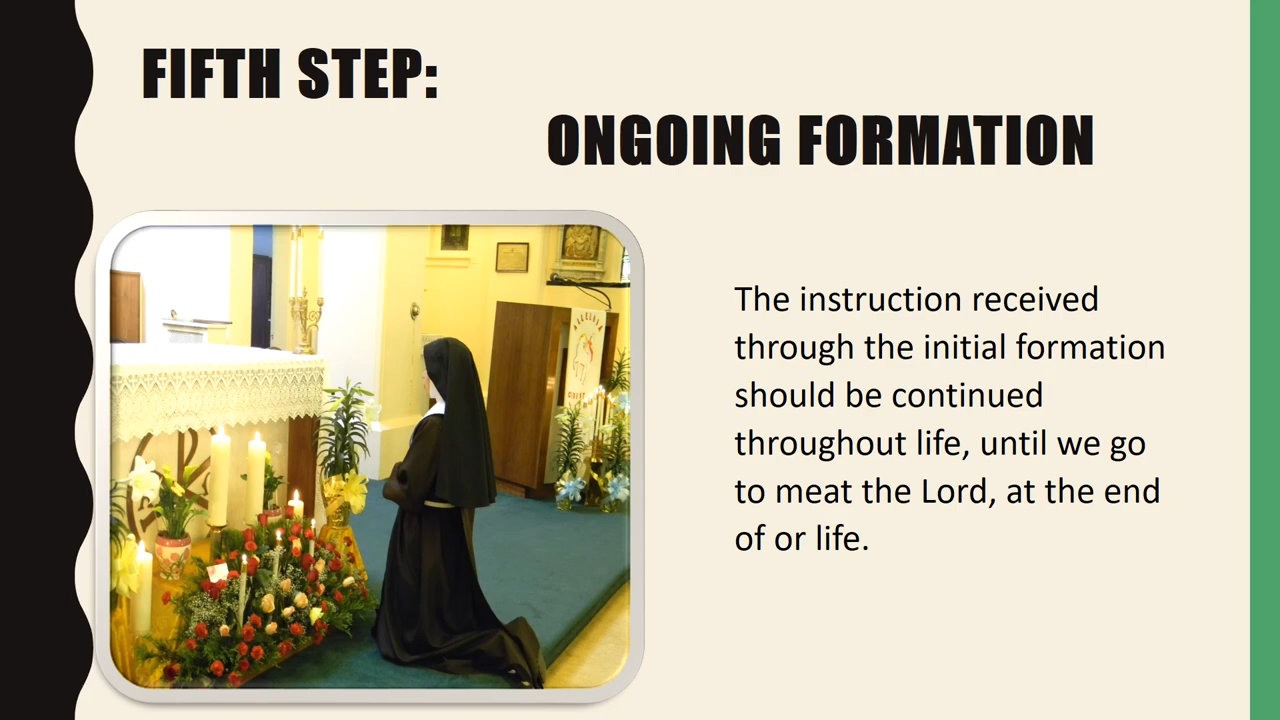 FIFTH STEP:
ONGOING FORMATION
ALLELUIA
The instruction received
through the initial formation
should be continued
throughout life, until we go
to meat the Lord, at the end
of or life.